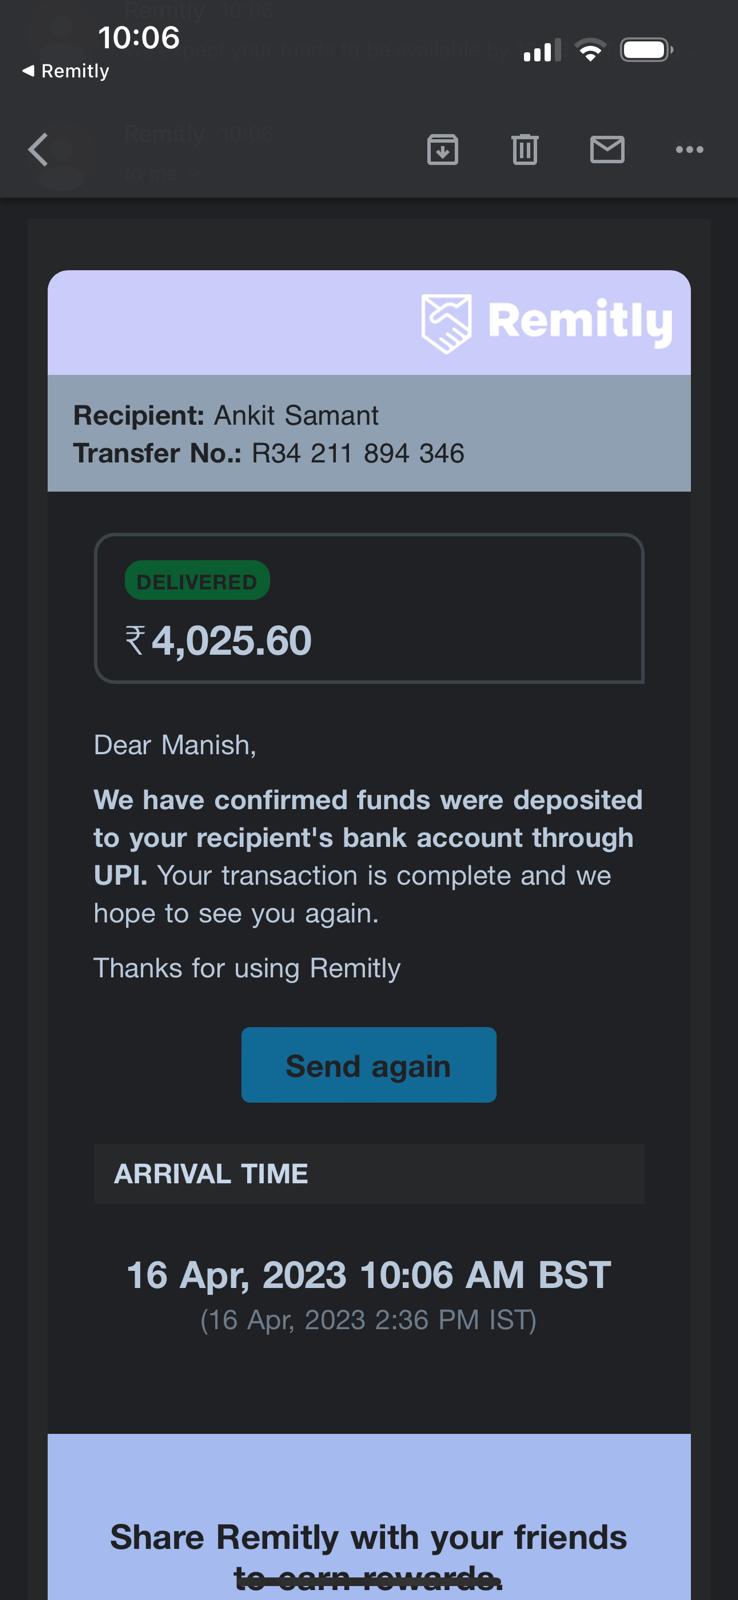 10:06
◀ Remitly
Remitly 10:06
Remitly
Recipient: Ankit Samant
Transfer No.: R34 211 894 346
DELIVERED
₹4,025.60
Dear Manish,
We have confirmed funds were deposited
to your recipient's bank account through
UPI. Your transaction is complete and we
hope to see you again.
Thanks for using Remitly
Send again
ARRIVAL TIME
16 Apr, 2023 10:06 AM BST
(16 Apr, 2023 2:36 PM IST)
Share Remitly with your friends
to earn rewards.